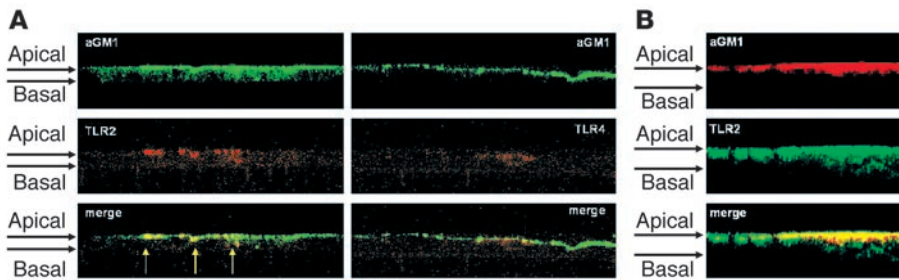 A
B
aGM1
aGM1
aGM1
Apical
Basal
Apical
Basal
TLR2
TLR4
TLR2
Apical
Basal
Apical
Basal
merge
merge
merge
Apical
Basal
Apical
Basal